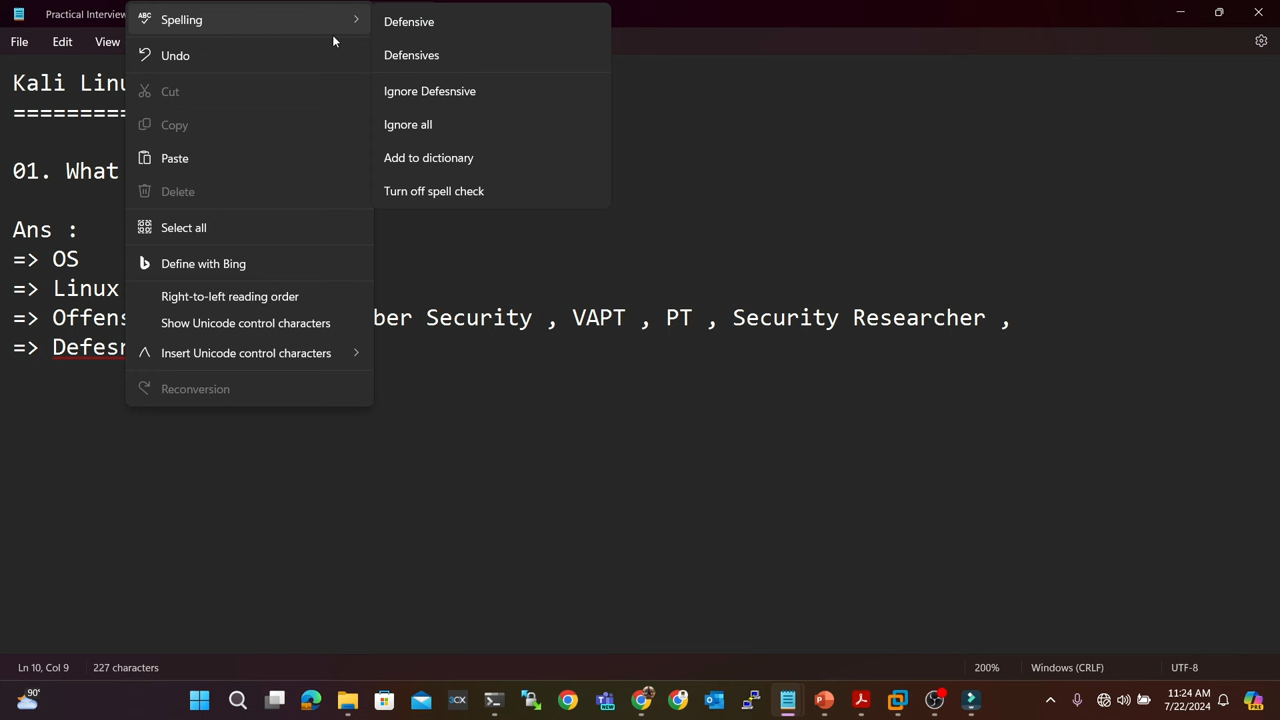 Practical Interview
File Edit View
Kali Linu
=========
01. What
Ans :
=> OS
=> Linux
=> Offens ber Security , VAPT , PT , Security Researcher ,
=> Defesn
Spelling
Undo
Cut
Copy
Paste
Delete
Select all
Define with Bing
Right-to-left reading order
Show Unicode control characters
Insert Unicode control characters
Reconversion
Defensive
Defensives
Ignore Defesnsive
Ignore all
Add to dictionary
Turn off spell check
Ln 10, Col 9 227 characters 200% Windows (CRLF) UTF-8
90° 3CX NEW 11:24 AM
7/22/2024
PRE